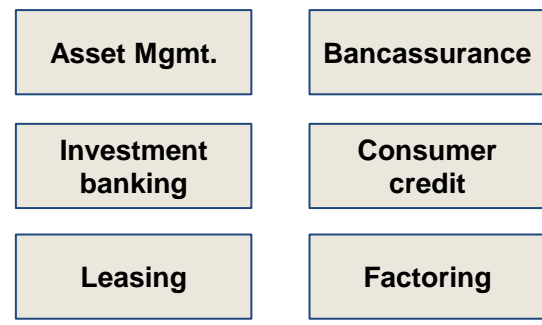 Asset Mgmt.
Bancassurance
Investment
banking
Consumer
credit
Leasing
Factoring